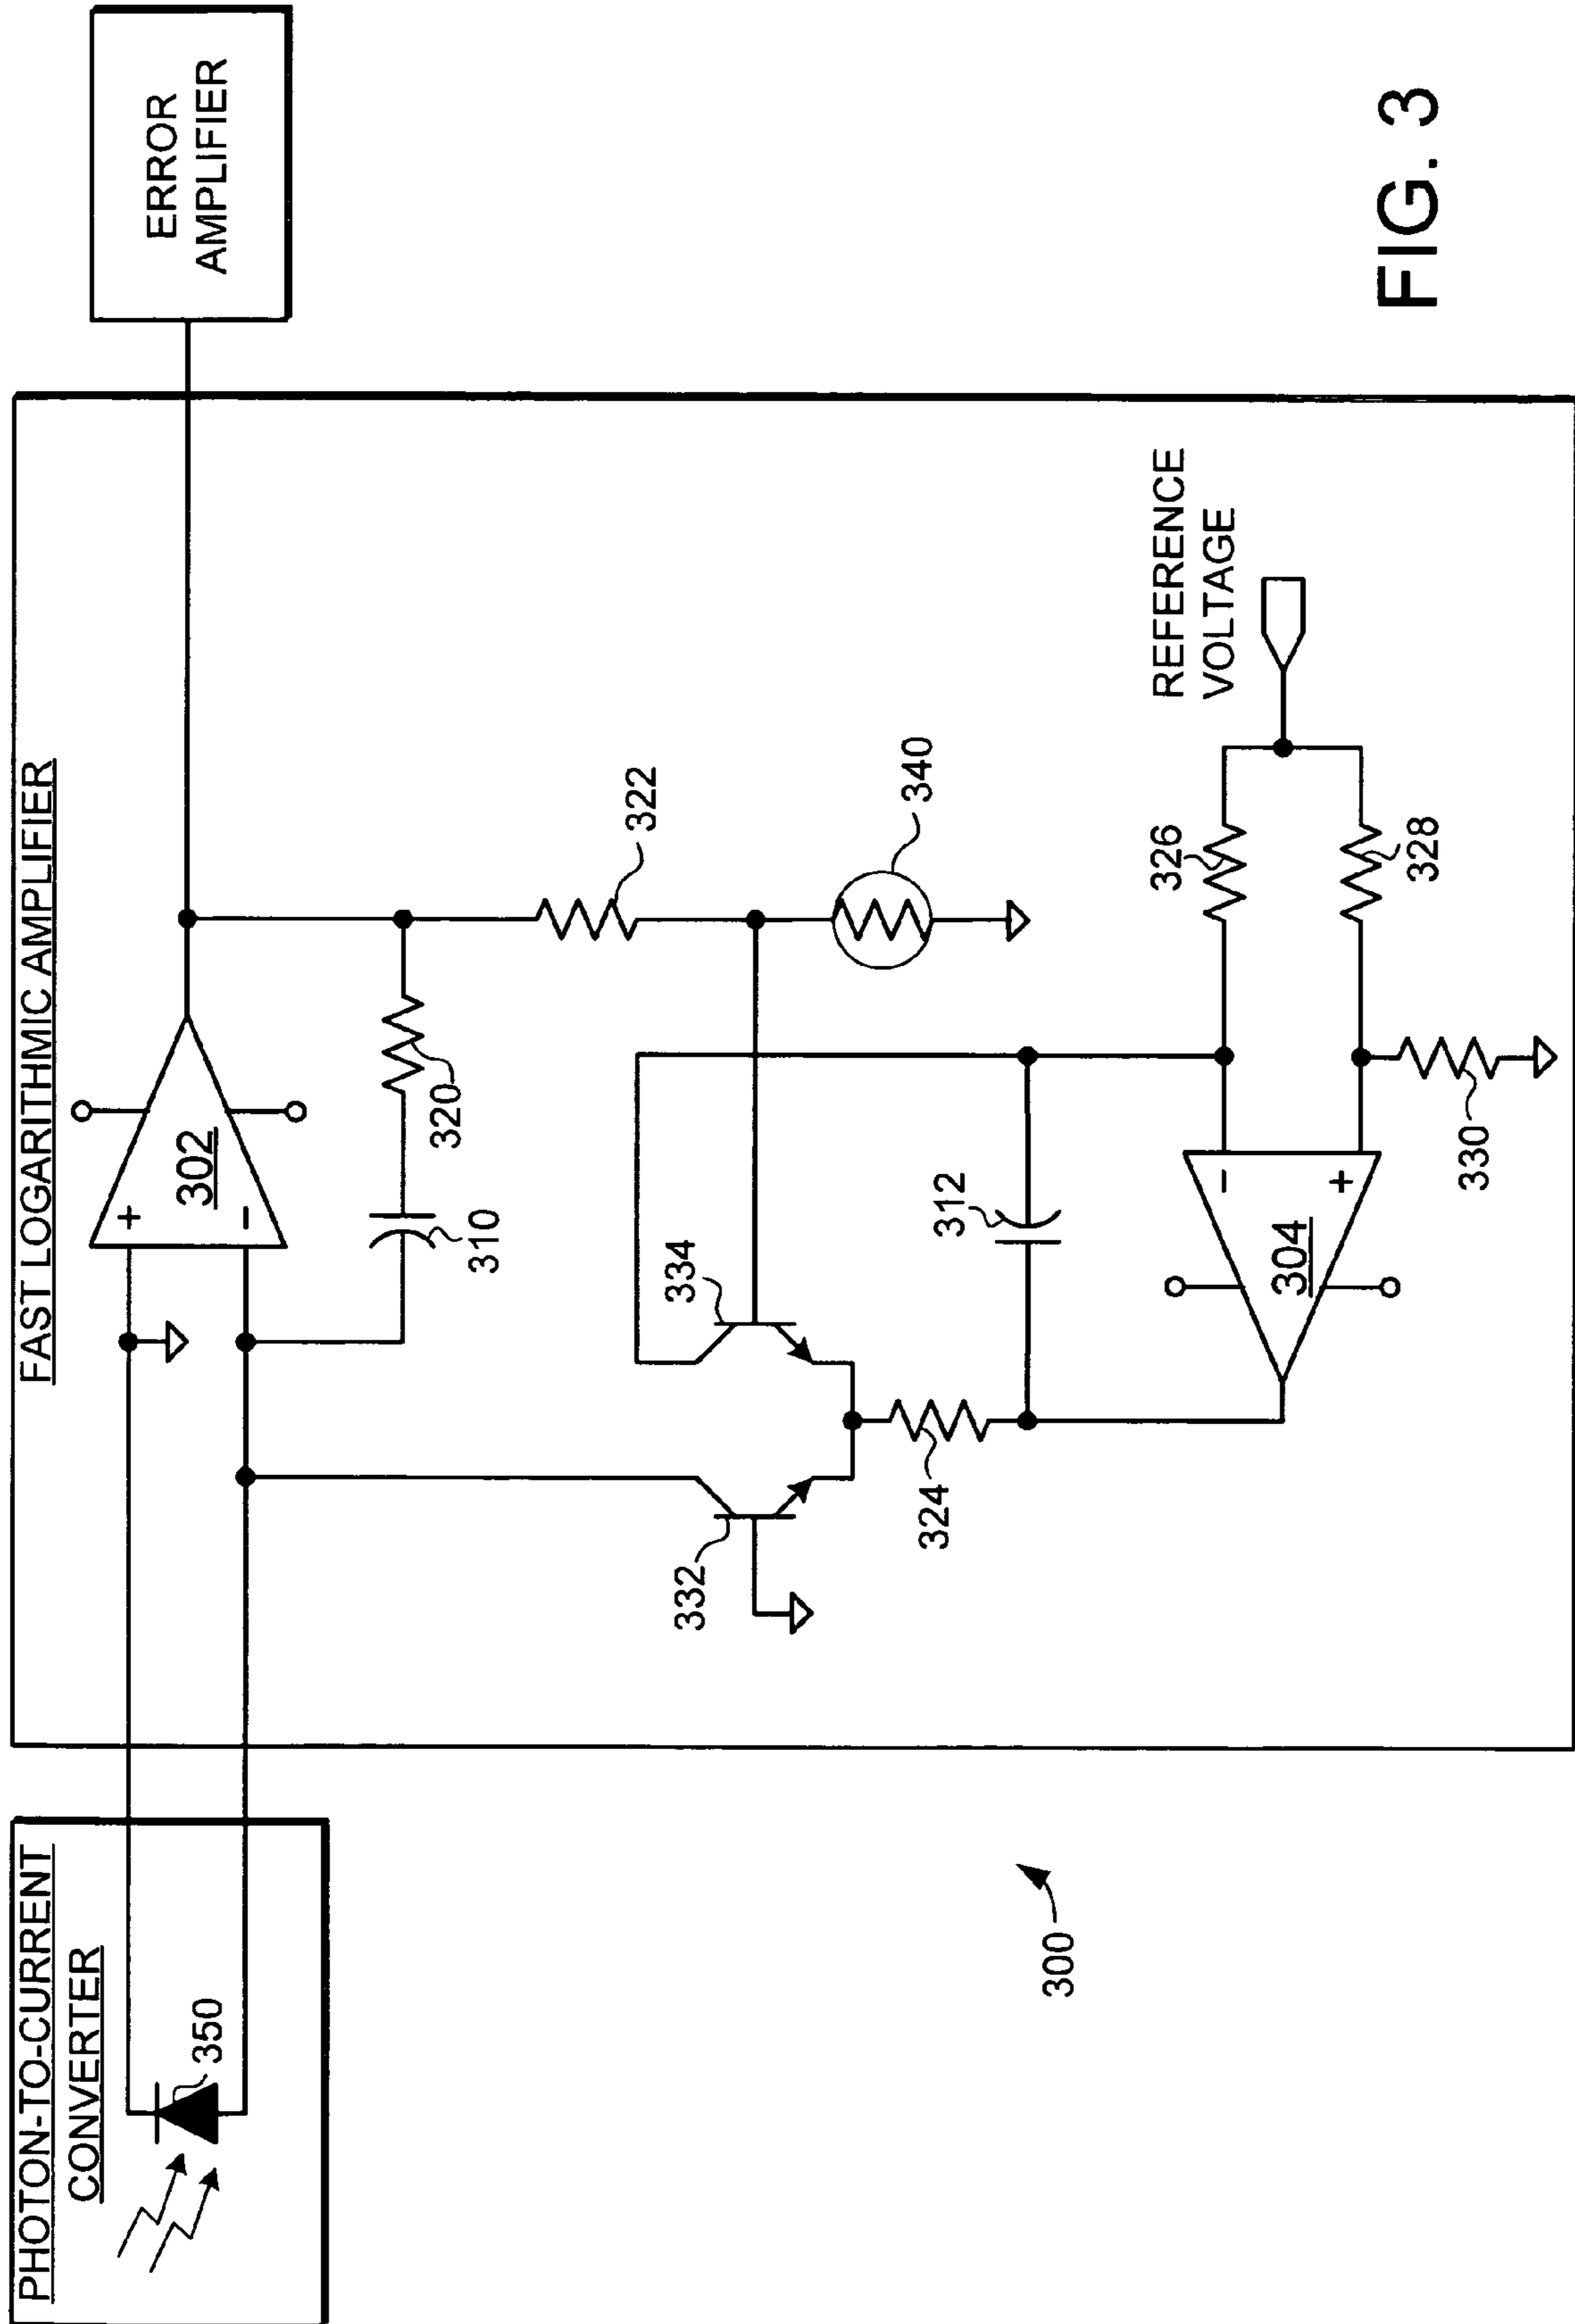 PHOTON-TO-CURRENT
CONVERTER
350
FAST LOGARITHMIC AMPLIFIER
+
302
-
310
320
322
340
332
334
324
312
304
-
+
326
328
330
REFERENCE
VOLTAGE
ERROR
AMPLIFIER
300
FIG. 3